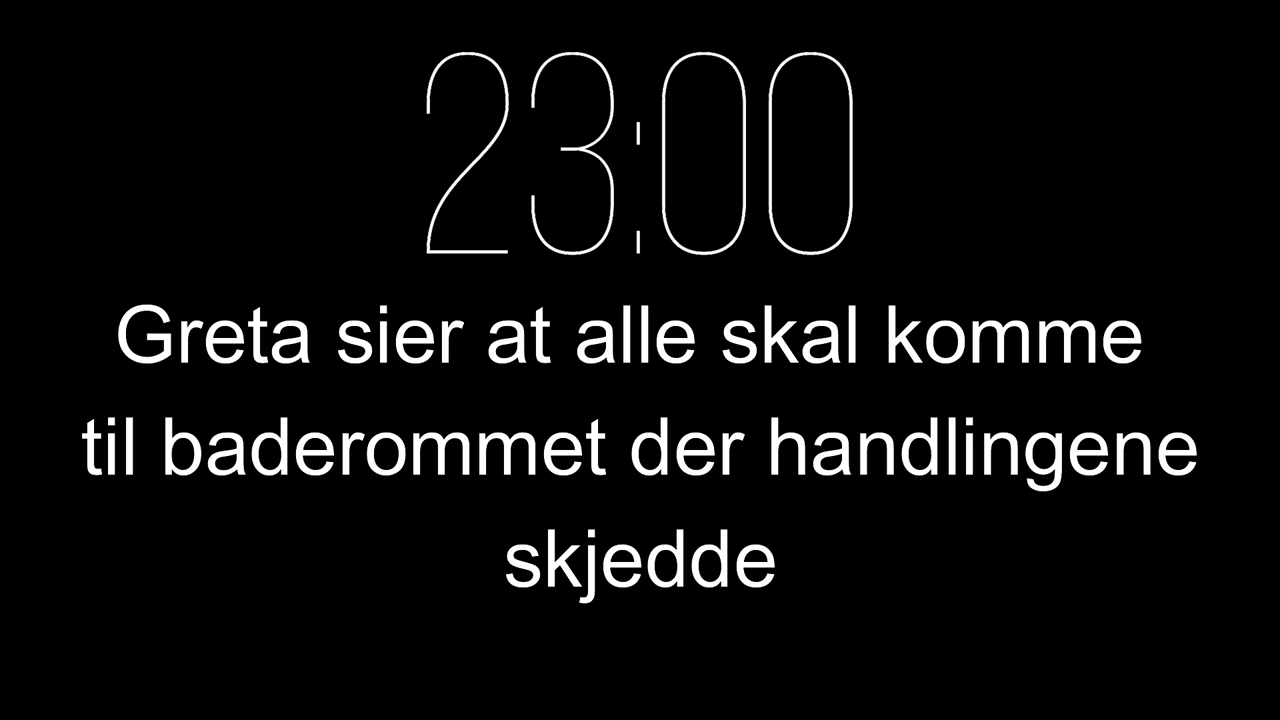 23:00
Greta sier at alle skal komme
til baderommet der handlingene
skjedde